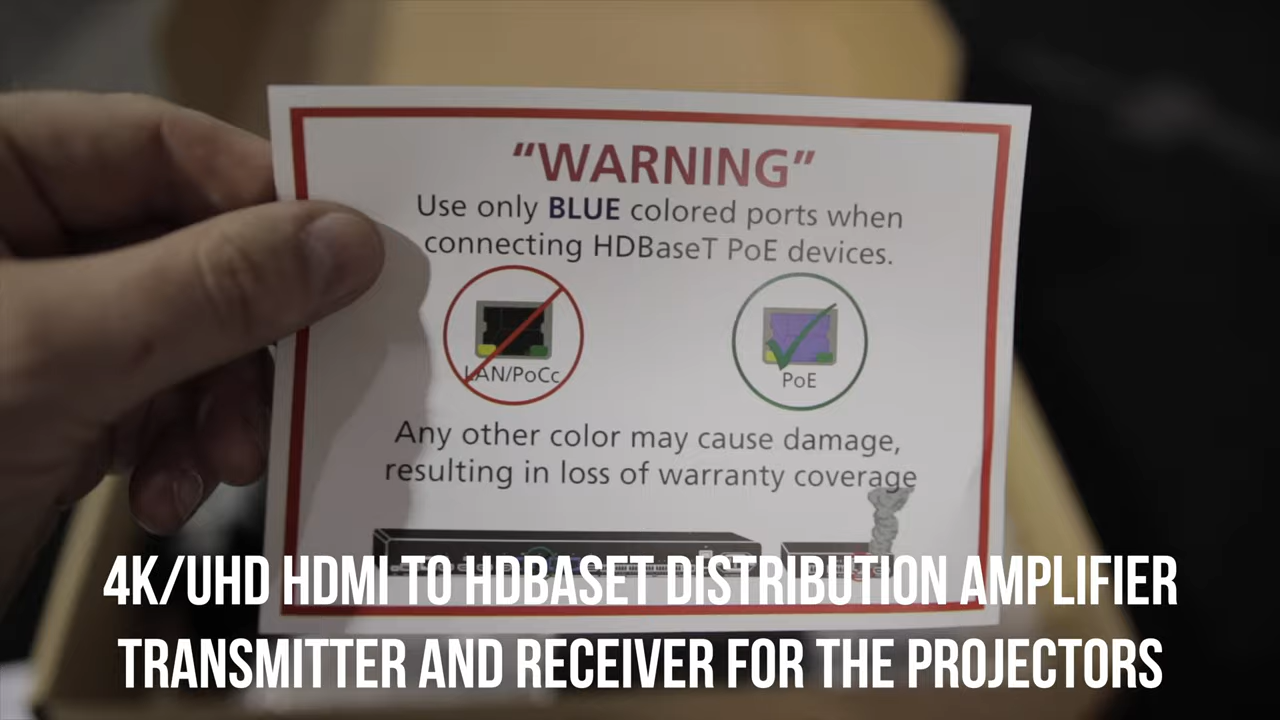 “WARNING”
Use only BLUE colored ports when
connecting HDBaseT PoE devices.
LAN/PoCc
PoE
Any other color may cause damage,
resulting in loss of warranty coverage
4K/UHD HDMI TO HDBASET DISTRIBUTION AMPLIFIER
TRANSMITTER AND RECEIVER FOR THE PROJECTORS